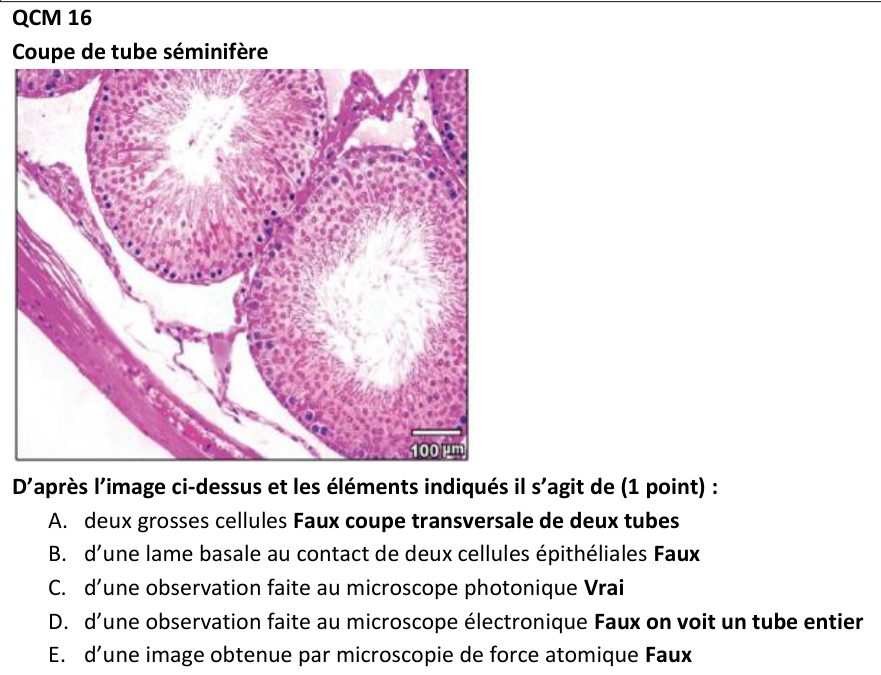 QCM 16
Coupe de tube séminifère
100 µm
D’après l’image ci-dessus et les éléments indiqués il s’agit de (1 point) :
A. deux grosses cellules Faux coupe transversale de deux tubes
B. d’une lame basale au contact de deux cellules épithéliales Faux
C. d’une observation faite au microscope photonique Vrai
D. d’une observation faite au microscope électronique Faux on voit un tube entier
E. d’une image obtenue par microscopie de force atomique Faux